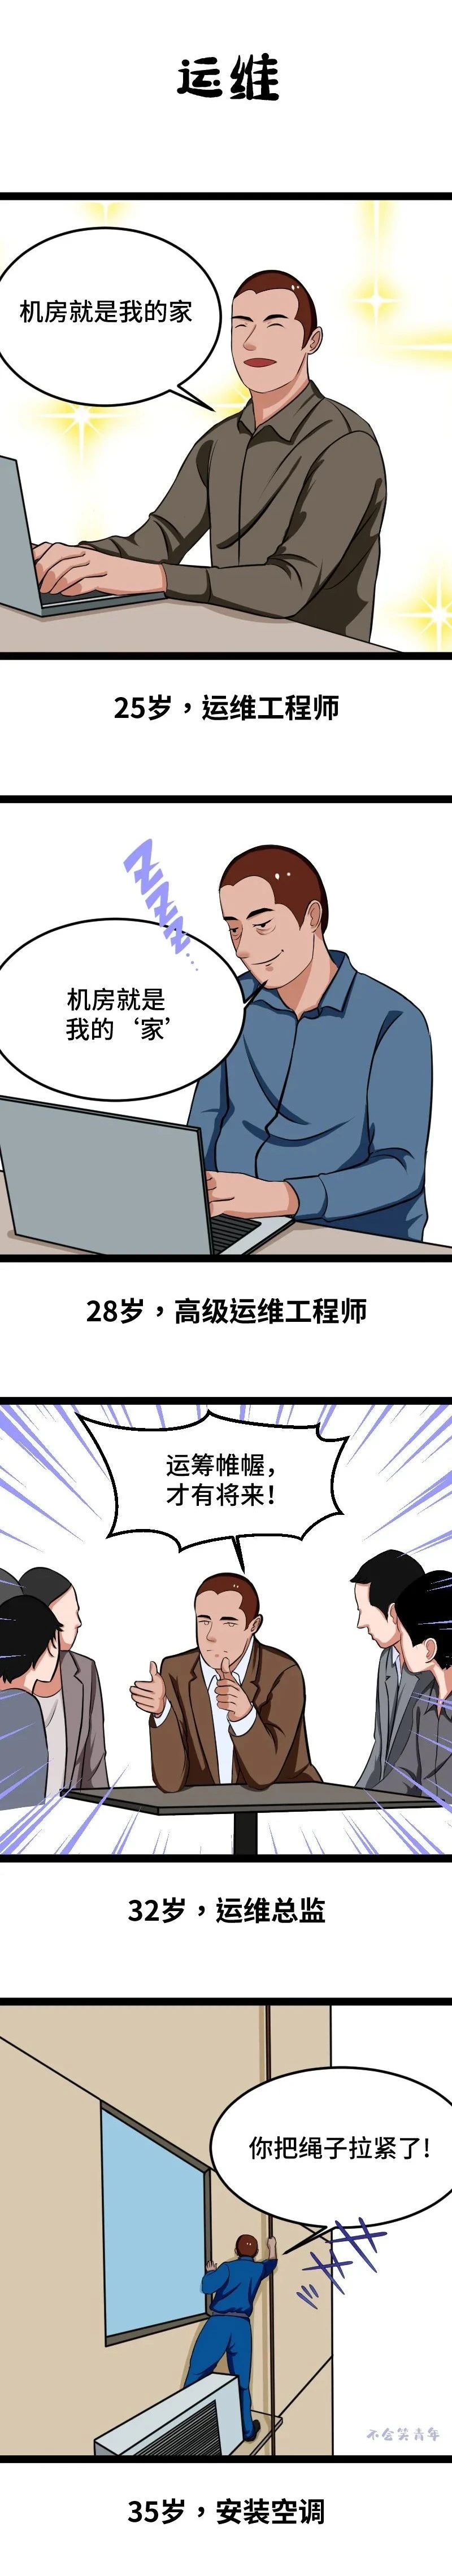 运维
机房就是我的家
25岁，运维工程师
ZZZZ...
机房就是
我的‘家’
28岁，高级运维工程师
运筹帷幄，
才有将来！
32岁，运维总监
你把绳子拉紧了！
不会笑青年
35岁，安装空调